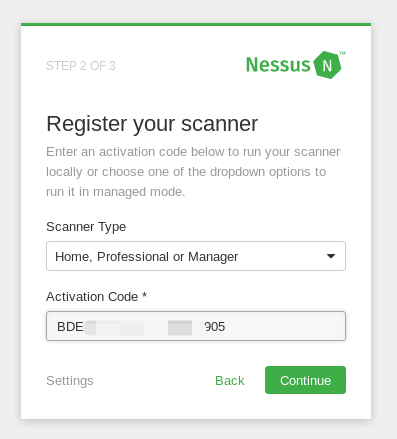 STEP 2 OF 3
Nessus N ™
Register your scanner
Enter an activation code below to run your scanner
locally or choose one of the dropdown options to
run it in managed mode.
Scanner Type
Home, Professional or Manager
Activation Code *
BDE 905
Settings Back Continue